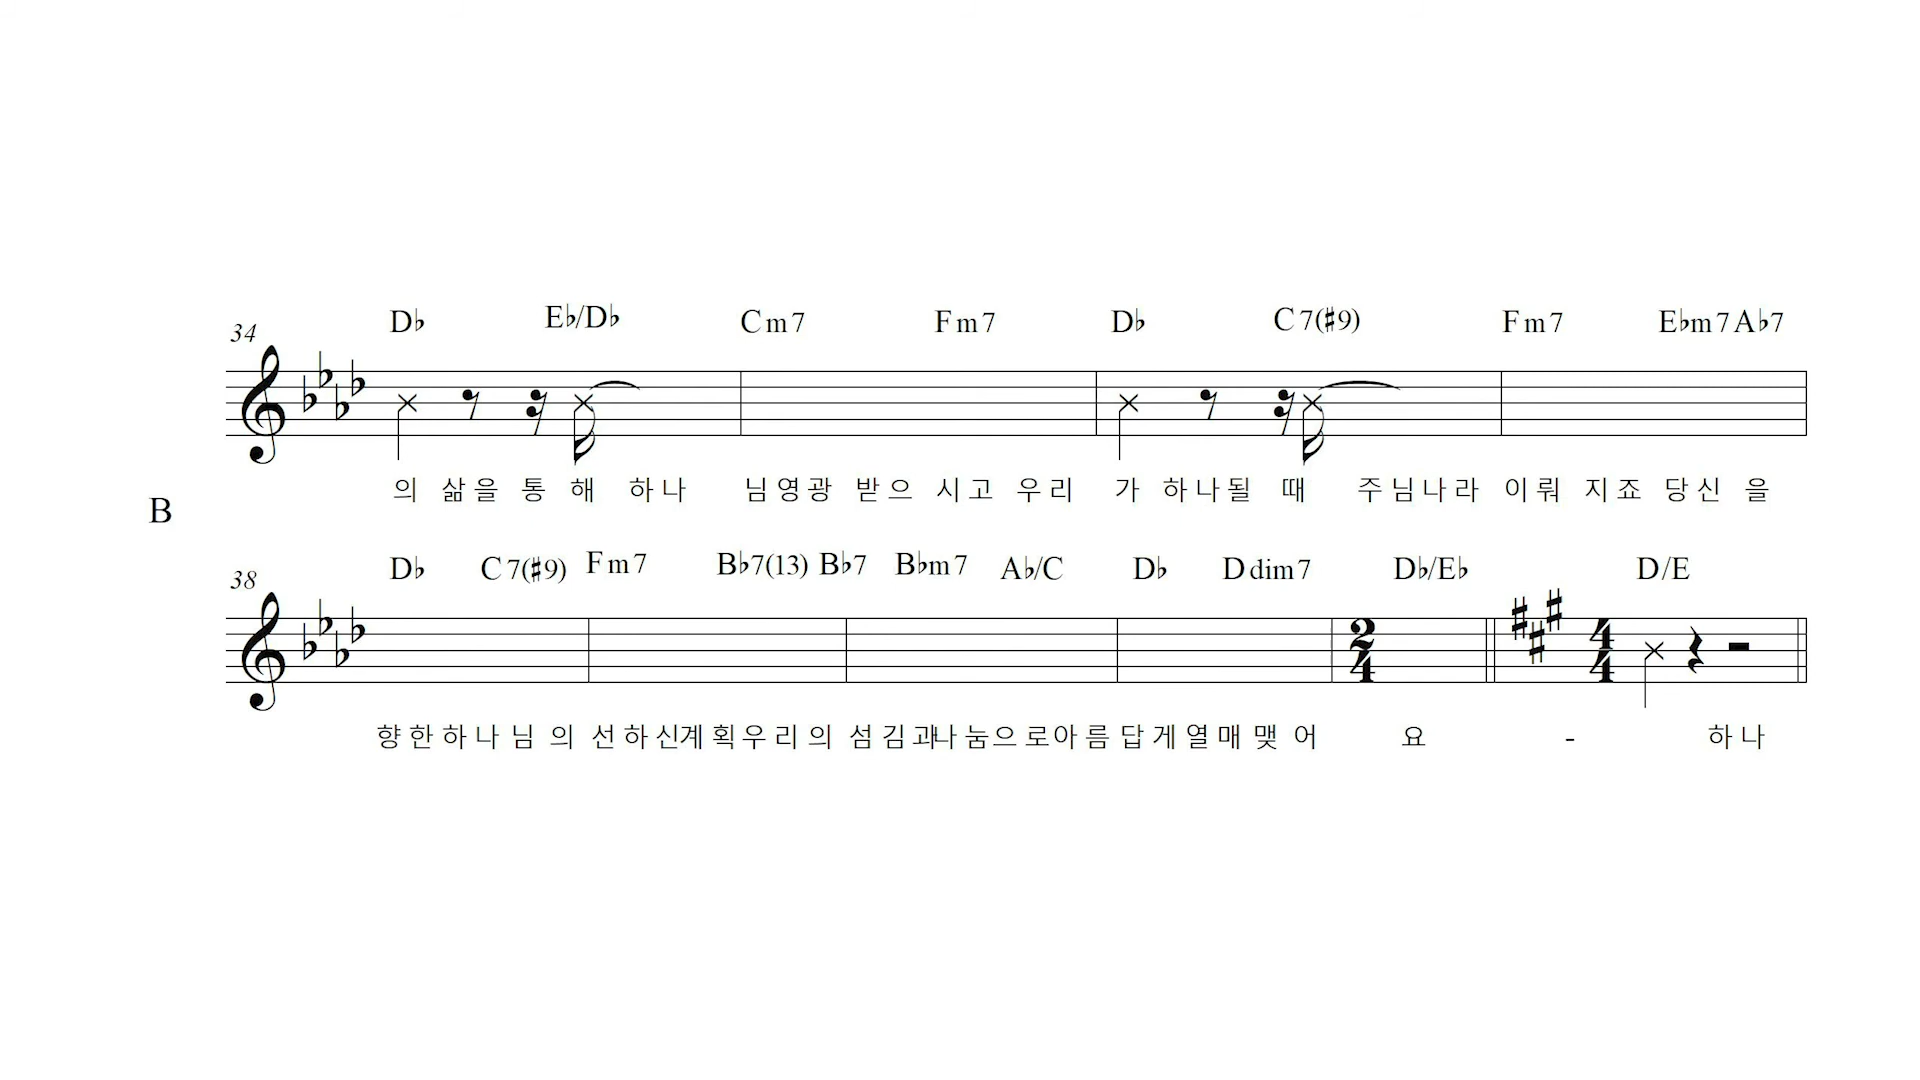 34 D♭ E♭/D♭ Cm7 Fm7 D♭ C7(♯9) Fm7 E♭m7 A♭7
의 삶을 통 해 하나 님영광 받으 시고 우리 가 하나될 때 주님나라 이뤄 지죠 당신 을
B
38 D♭ C7(♯9) Fm7 B♭7(13) B♭7 B♭m7 A♭/C D♭ Ddim7 D♭/E♭ D/E
2/4 4/4
향한하나님 의 선하신계획우리의 섬김과나눔으로아름답게열매맺어 요 - 하나